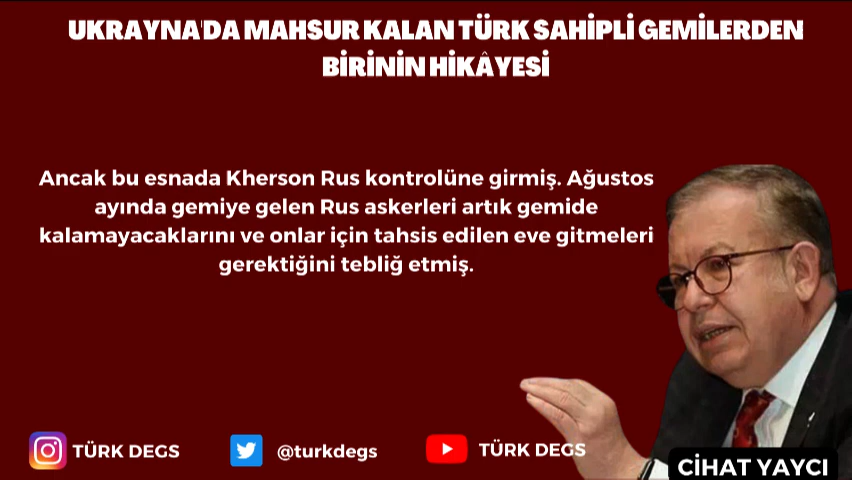 UKRAYNA'DA MAHSUR KALAN TÜRK SAHİPLİ GEMİLERDEN
BİRİNİN HİKÂYESİ
Ancak bu esnada Kherson Rus kontrolüne girmiş. Ağustos
ayında gemiye gelen Rus askerleri artık gemide
kalamayacaklarını ve onlar için tahsis edilen eve gitmeleri
gerektiğini tebliğ etmiş.
TÜRK DEGS
@turkdegs
TÜRK DEGS
CİHAT YAYCI